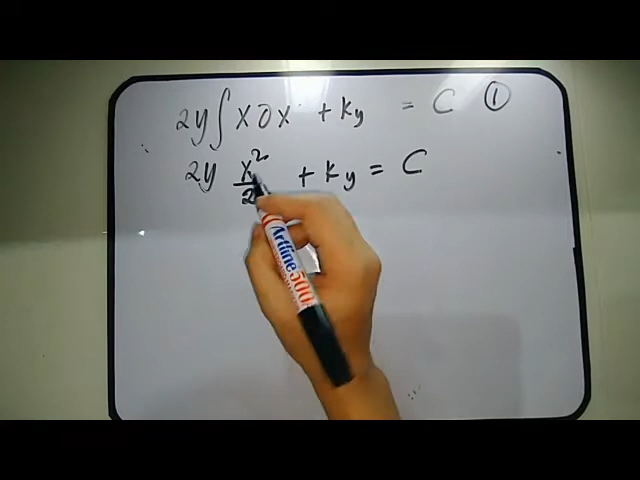 2y ∫ x ∂x + ky = C ①
2y x²/2 + ky = C
Artline 500